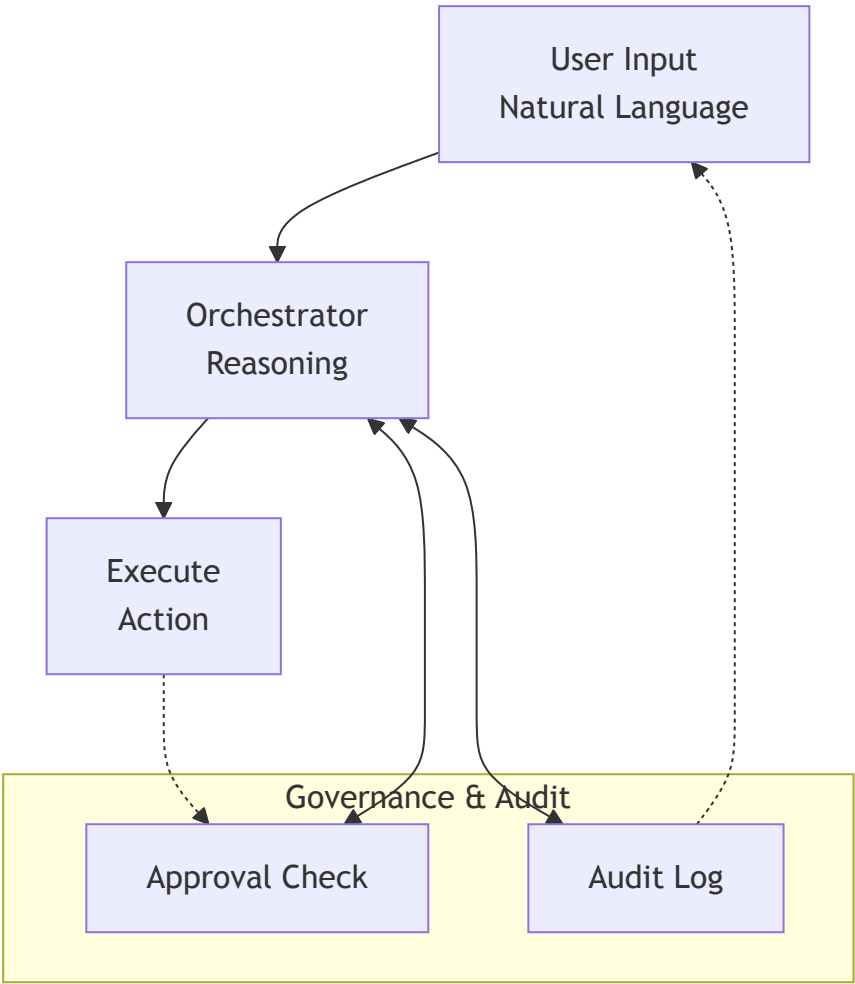 User Input
Natural Language
Orchestrator
Reasoning
Execute
Action
Governance & Audit
Approval Check
Audit Log